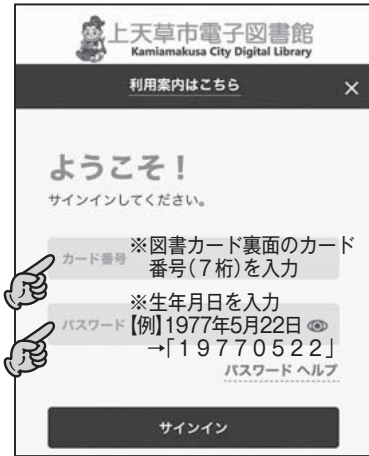 上天草市電子図書館
Kamiamakusa City Digital Library
利用案内はこちら ×
ようこそ!
サインインしてください。
カード番号
※図書カード裏面のカード
番号(7桁)を入力
※生年月日を入力
パスワード【例】1977年5月22日
→「19770522」
パスワード ヘルプ
サインイン